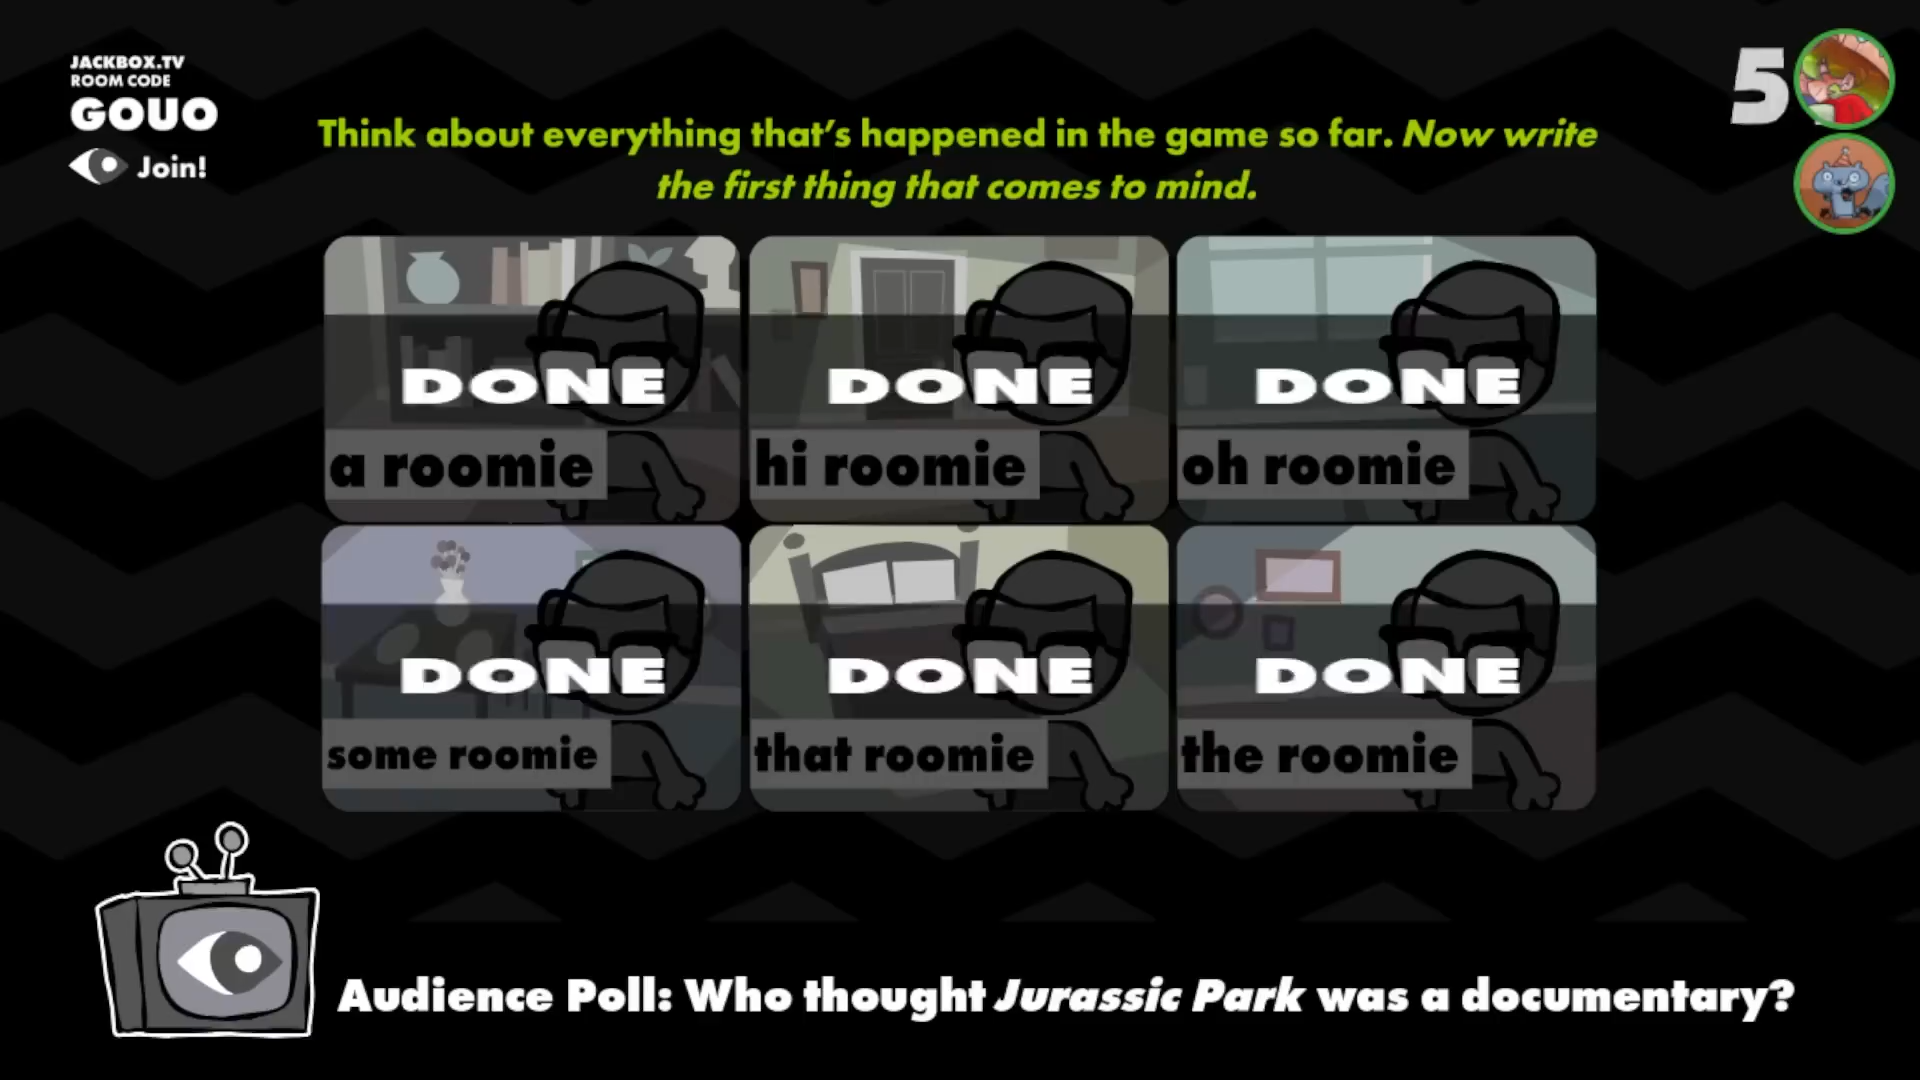 JACKBOX.TV
ROOM CODE
GOUO
Join!
5
Think about everything that's happened in the game so far. Now write
the first thing that comes to mind.
DONE
a roomie
DONE
hi roomie
DONE
oh roomie
DONE
some roomie
DONE
that roomie
DONE
the roomie
Audience Poll: Who thought Jurassic Park was a documentary?